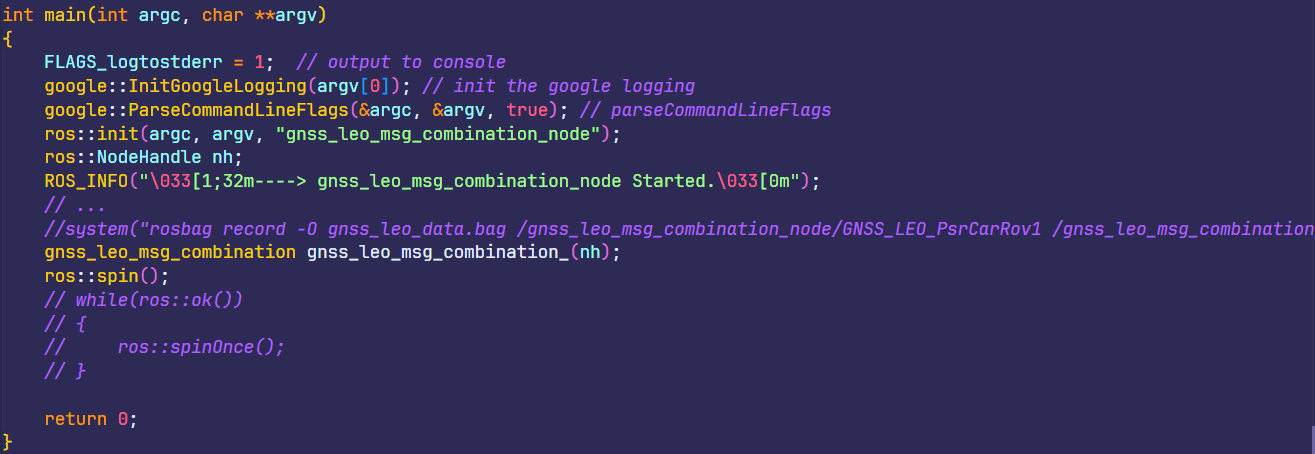 int main(int argc, char **argv)
{
    FLAGS_logtostderr = 1;  // output to console
    google::InitGoogleLogging(argv[0]); // init the google logging
    google::ParseCommandLineFlags(&argc, &argv, true); // parseCommandLineFlags
    ros::init(argc, argv, "gnss_leo_msg_combination_node");
    ros::NodeHandle nh;
    ROS_INFO("\033[1;32m----> gnss_leo_msg_combination_node Started.\033[0m");
    // ...
    //system("rosbag record -O gnss_leo_data.bag /gnss_leo_msg_combination_node/GNSS_LEO_PsrCarRov1 /gnss_leo_msg_combination
    gnss_leo_msg_combination gnss_leo_msg_combination_(nh);
    ros::spin();
    // while(ros::ok())
    // {
    //     ros::spinOnce();
    // }
    return 0;
}